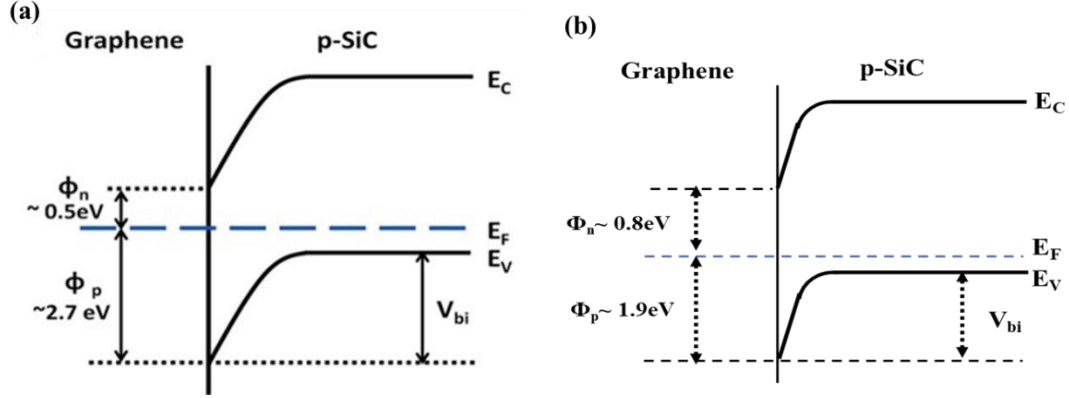 (a)
Graphene p-SiC
E_C
Φ_n
~ 0.5eV
E_F
E_V
Φ_p
~2.7 eV
V_bi
(b)
Graphene p-SiC
E_C
Φ_n~ 0.8eV
E_F
E_V
Φ_p~ 1.9eV
V_bi